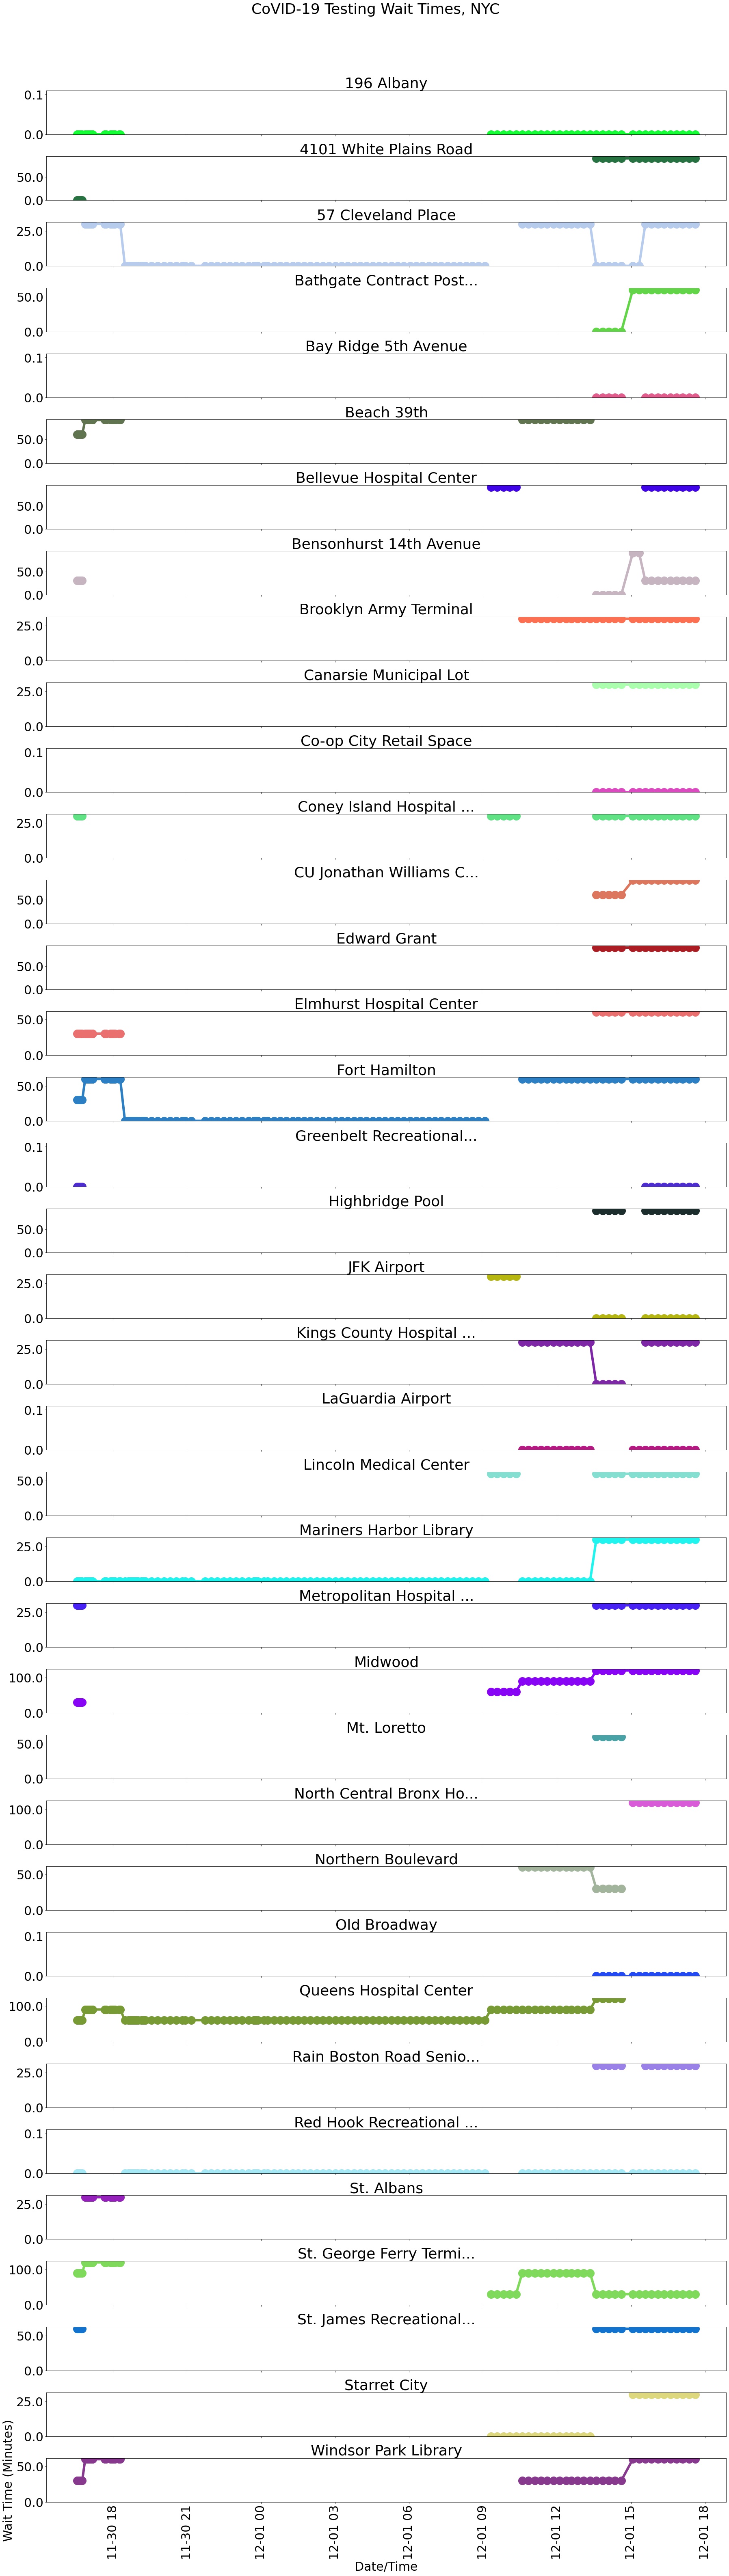 CoVID-19 Testing Wait Times, NYC
196 Albany
0.1
0.0
4101 White Plains Road
50.0
0.0
57 Cleveland Place
25.0
0.0
Bathgate Contract Post...
50.0
0.0
Bay Ridge 5th Avenue
0.1
0.0
Beach 39th
50.0
0.0
Bellevue Hospital Center
50.0
0.0
Bensonhurst 14th Avenue
50.0
0.0
Brooklyn Army Terminal
25.0
0.0
Canarsie Municipal Lot
25.0
0.0
Co-op City Retail Space
0.1
0.0
Coney Island Hospital ...
25.0
0.0
CU Jonathan Williams C...
50.0
0.0
Edward Grant
50.0
0.0
Elmhurst Hospital Center
50.0
0.0
Fort Hamilton
50.0
0.0
Greenbelt Recreational...
0.1
0.0
Highbridge Pool
50.0
0.0
JFK Airport
25.0
0.0
Kings County Hospital ...
25.0
0.0
LaGuardia Airport
0.1
0.0
Lincoln Medical Center
50.0
0.0
Mariners Harbor Library
25.0
0.0
Metropolitan Hospital ...
25.0
0.0
Midwood
100.0
0.0
Mt. Loretto
50.0
0.0
North Central Bronx Ho...
100.0
0.0
Northern Boulevard
50.0
0.0
Old Broadway
0.1
0.0
Queens Hospital Center
100.0
0.0
Rain Boston Road Senio...
25.0
0.0
Red Hook Recreational ...
0.1
0.0
St. Albans
25.0
0.0
St. George Ferry Termi...
100.0
0.0
St. James Recreational...
50.0
0.0
Starret City
25.0
0.0
Windsor Park Library
50.0
0.0
Wait Time (Minutes)
11-30 18
11-30 21
12-01 00
12-01 03
12-01 06
12-01 09
12-01 12
12-01 15
12-01 18
Date/Time